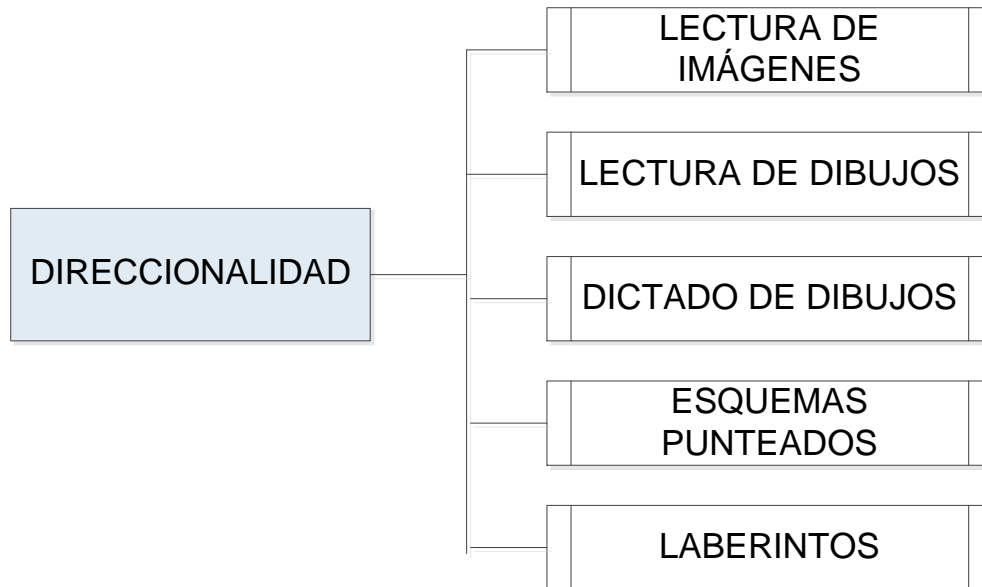 DIRECCIONALIDAD
LECTURA DE
IMÁGENES
LECTURA DE DIBUJOS
DICTADO DE DIBUJOS
ESQUEMAS
PUNTEADOS
LABERINTOS